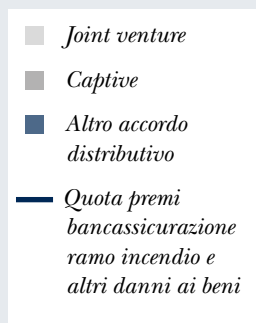 Joint venture
Captive
Altro accordo
distributivo
Quota premi
bancassicurazione
ramo incendio e
altri danni ai beni